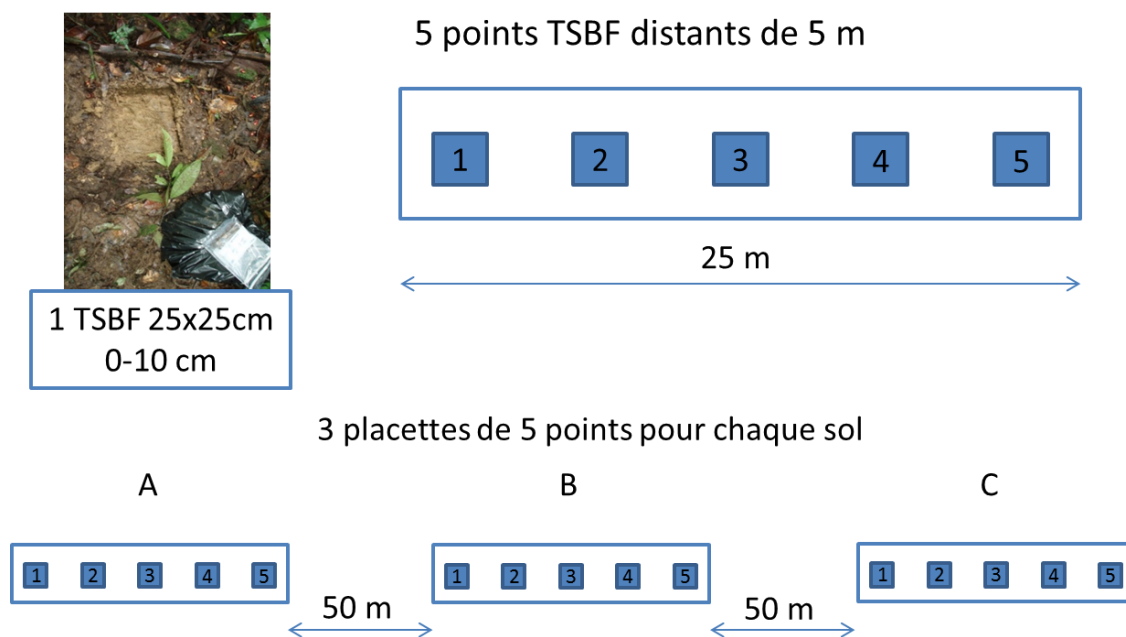 5 points TSBF distants de 5 m
1 2 3 4 5
25 m
1 TSBF 25x25cm
0-10 cm
3 placettes de 5 points pour chaque sol
A B C
1 2 3 4 5 1 2 3 4 5 1 2 3 4 5
50 m 50 m